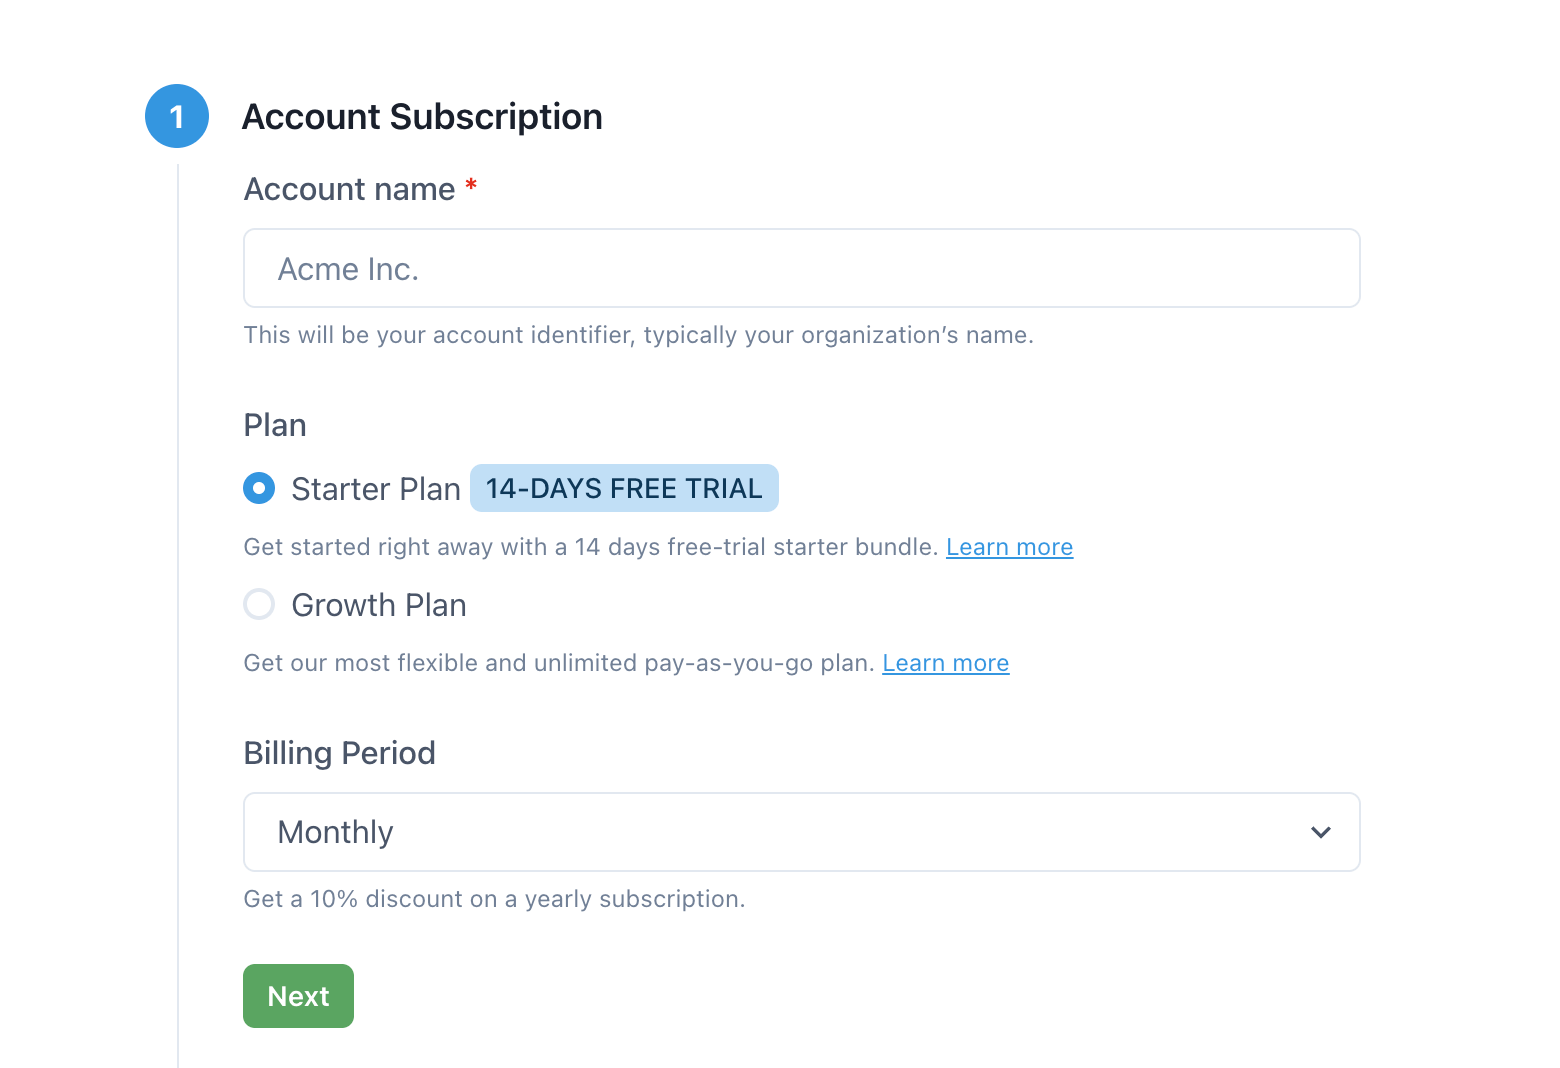 1 Account Subscription
Account name *
Acme Inc.
This will be your account identifier, typically your organization’s name.
Plan
Starter Plan 14-DAYS FREE TRIAL
Get started right away with a 14 days free-trial starter bundle. Learn more
Growth Plan
Get our most flexible and unlimited pay-as-you-go plan. Learn more
Billing Period
Monthly
Get a 10% discount on a yearly subscription.
Next